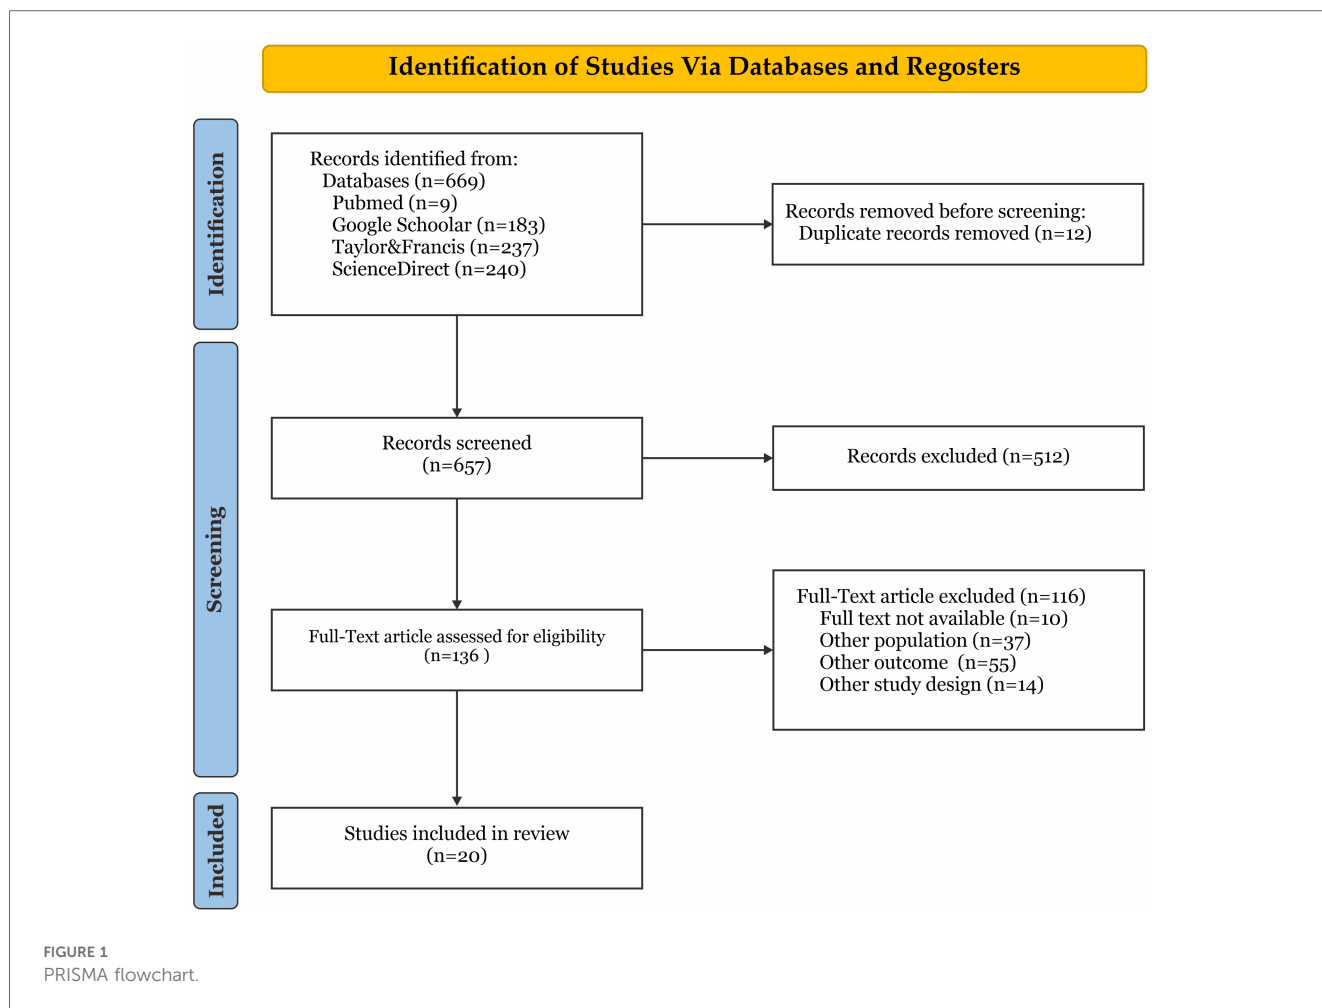 Identification of Studies Via Databases and Regosters
Identification
Records identified from:
Databases (n=669)
Pubmed (n=9)
Google Schoolar (n=183)
Taylor&Francis (n=237)
ScienceDirect (n=240)
Records removed before screening:
Duplicate records removed (n=12)
Screening
Records screened
(n=657)
Records excluded (n=512)
Full-Text article assessed for eligibility
(n=136 )
Full-Text article excluded (n=116)
Full text not available (n=10)
Other population (n=37)
Other outcome  (n=55)
Other study design (n=14)
Included
Studies included in review
(n=20)
FIGURE 1
PRISMA flowchart.